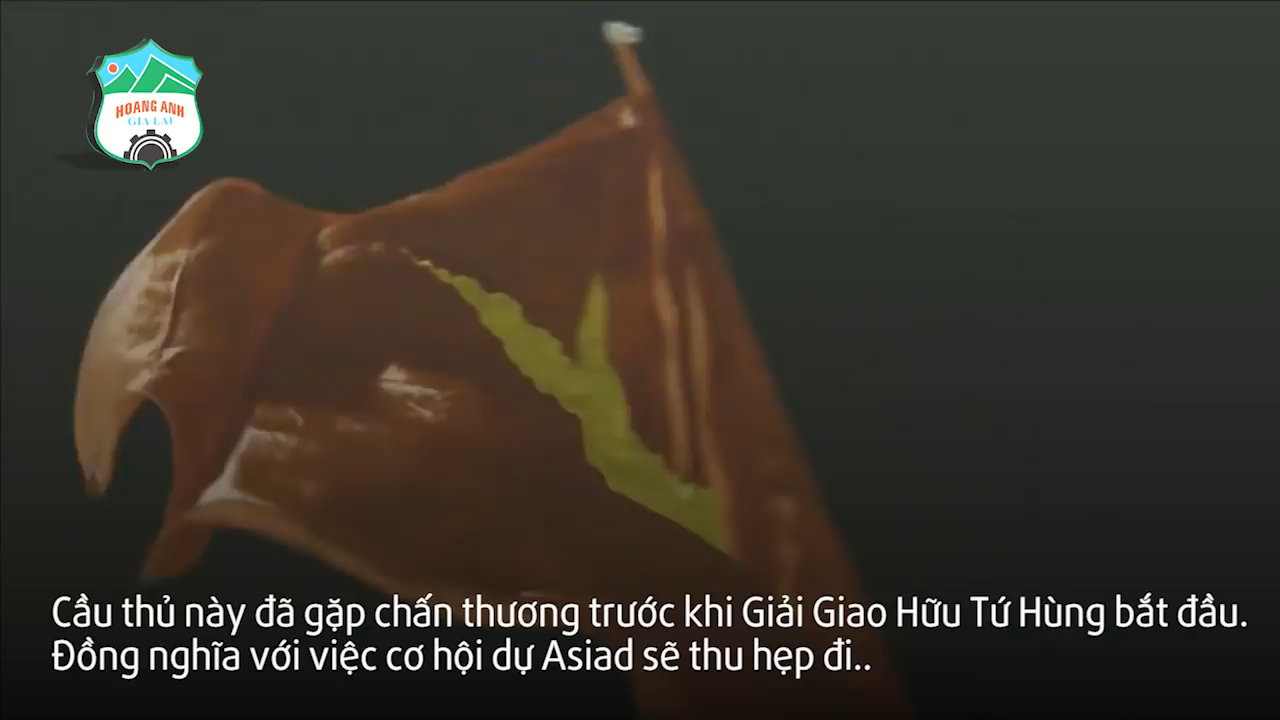 HOANG ANH
GIA LAI
Cầu thủ này đã gặp chấn thương trước khi Giải Giao Hữu Tứ Hùng bắt đầu.
Đồng nghĩa với việc cơ hội dự Asiad sẽ thu hẹp đi..